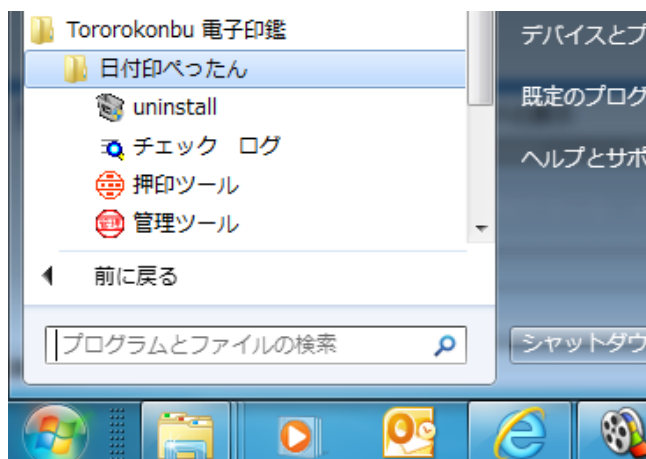 Tororokonbu 電子印鑑
日付印ぺったん
uninstall
チェック ログ
押印ツール
管理ツール
前に戻る
プログラムとファイルの検索
デバイスとプ
既定のプログ
ヘルプとサポ
シャットダウ